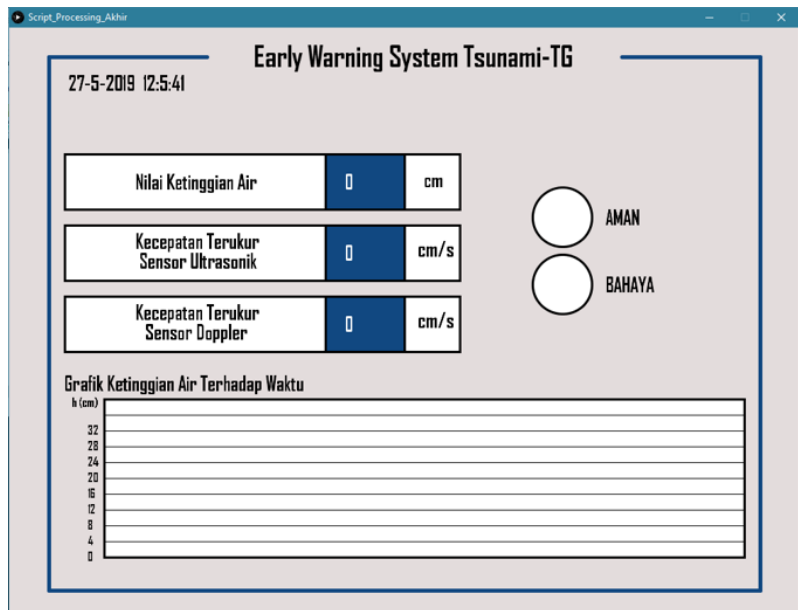 Script_Processing_Akhir
Early Warning System Tsunami-TG
27-5-2019 12:5:41
Nilai Ketinggian Air 0 cm
Kecepatan Terukur
Sensor Ultrasonik
0 cm/s
Kecepatan Terukur
Sensor Doppler
0 cm/s
AMAN
BAHAYA
Grafik Ketinggian Air Terhadap Waktu
h (cm)
32
28
24
20
16
12
8
4
0